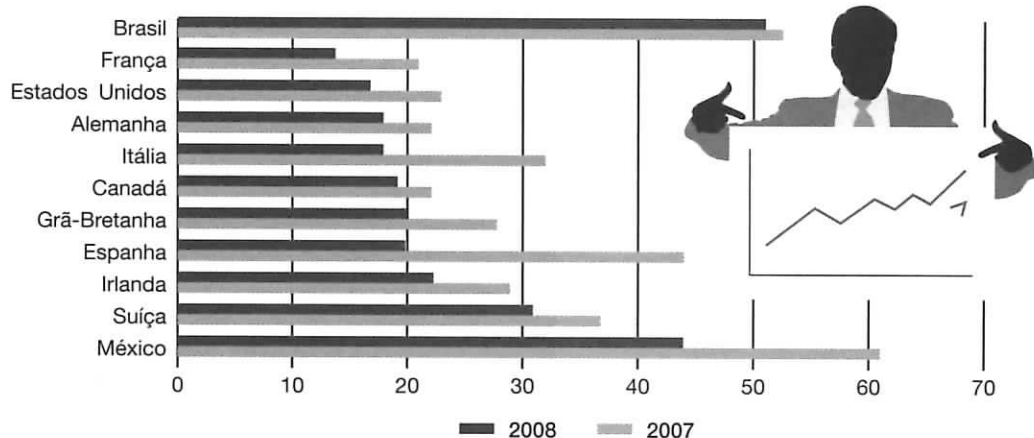 Brasil
França
Estados Unidos
Alemanha
Itália
Canadá
Grã-Bretanha
Espanha
Irlanda
Suíça
México
0 10 20 30 40 50 60 70
2008 2007